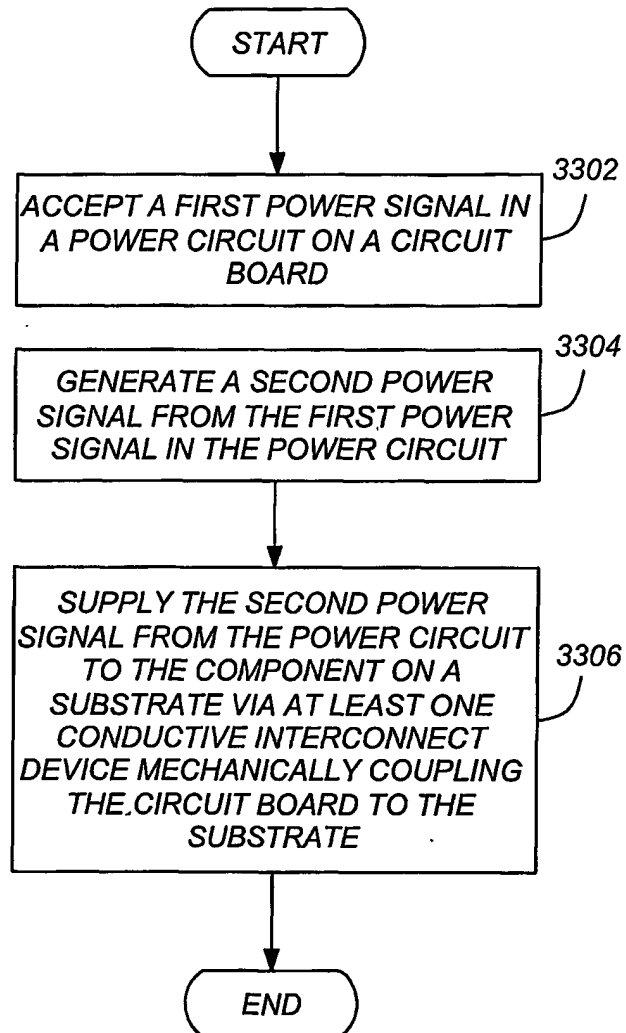 START
3302
ACCEPT A FIRST POWER SIGNAL IN
A POWER CIRCUIT ON A CIRCUIT
BOARD
3304
GENERATE A SECOND POWER
SIGNAL FROM THE FIRST POWER
SIGNAL IN THE POWER CIRCUIT
SUPPLY THE SECOND POWER
SIGNAL FROM THE POWER CIRCUIT
TO THE COMPONENT ON A
SUBSTRATE VIA AT LEAST ONE
CONDUCTIVE INTERCONNECT
DEVICE MECHANICALLY COUPLING
THE CIRCUIT BOARD TO THE
SUBSTRATE
3306
END